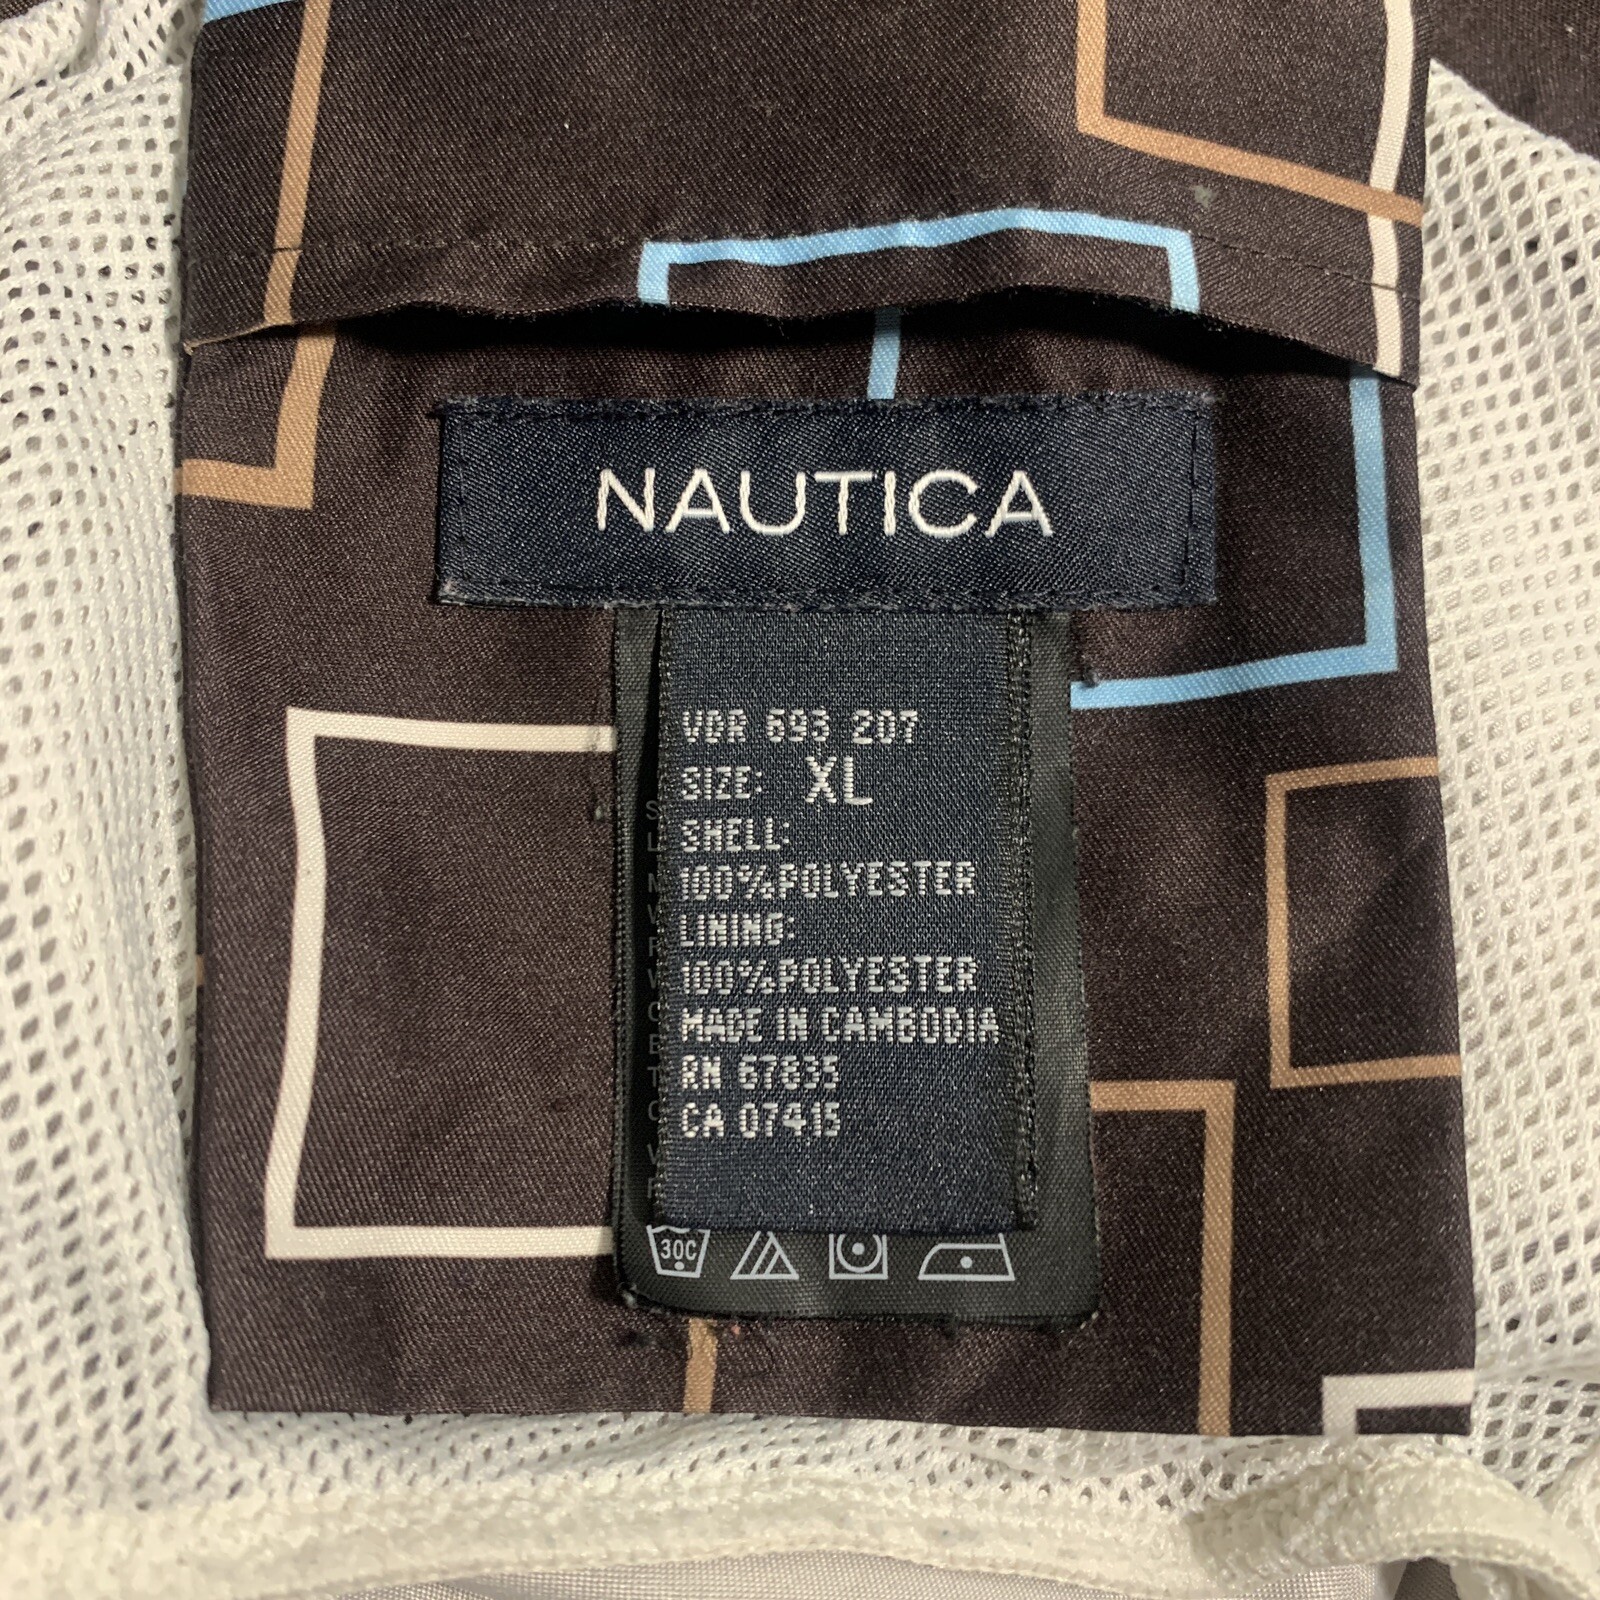 NAUTICA
VDR 693 207
SIZE: XL
SHELL:
100%POLYESTER
LINING:
100%POLYESTER
MADE IN CAMBODIA
RN 67835
CA 07415
30C